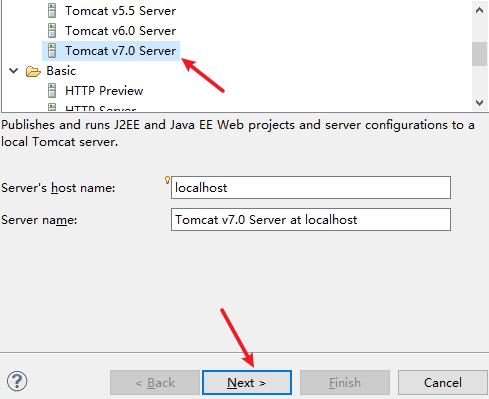 Tomcat v5.5 Server
Tomcat v6.0 Server
Tomcat v7.0 Server
Basic
HTTP Preview
HTTP Server
Publishes and runs J2EE and Java EE Web projects and server configurations to a
local Tomcat server.
Server's host name: localhost
Server name: Tomcat v7.0 Server at localhost
? < Back Next > Finish Cancel